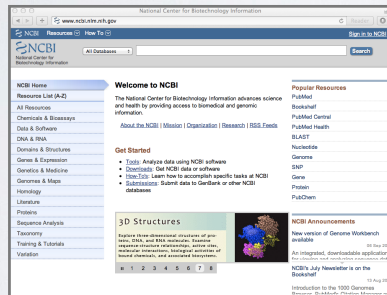 National Center for Biotechnology Information
www.ncbi.nlm.nih.gov
Reader
NCBI Resources How To
Sign in to NCBI
NCBI
National Center for
Biotechnology Information
All Databases
Search
NCBI Home
Resource List (A-Z)
All Resources
Chemicals & Bioassays
Data & Software
DNA & RNA
Domains & Structures
Genes & Expression
Genetics & Medicine
Genomes & Maps
Homology
Literature
Proteins
Sequence Analysis
Taxonomy
Training & Tutorials
Variation
Welcome to NCBI
The National Center for Biotechnology Information advances science
and health by providing access to biomedical and genomic
information.
About the NCBI | Mission | Organization | Research | RSS Feeds
Get Started
Tools: Analyze data using NCBI software
Downloads: Get NCBI data or software
How-To's: Learn how to accomplish specific tasks at NCBI
Submissions: Submit data to GenBank or other NCBI
databases
3D Structures
Explore three-dimensional structures of pro-
teins, DNA, and RNA molecules. Examine
sequence-structure relationships, active sites,
molecular interactions, biological activities of
bound chemicals, and associated biosystems.
1 2 3 4 5 6 7 8
Popular Resources
PubMed
Bookshelf
PubMed Central
PubMed Health
BLAST
Nucleotide
Genome
SNP
Gene
Protein
PubChem
NCBI Announcements
New version of Genome Workbench
available
An integrated, downloadable application
NCBI's July Newsletter is on the
Bookshelf
Introduction to the 1000 Genomes